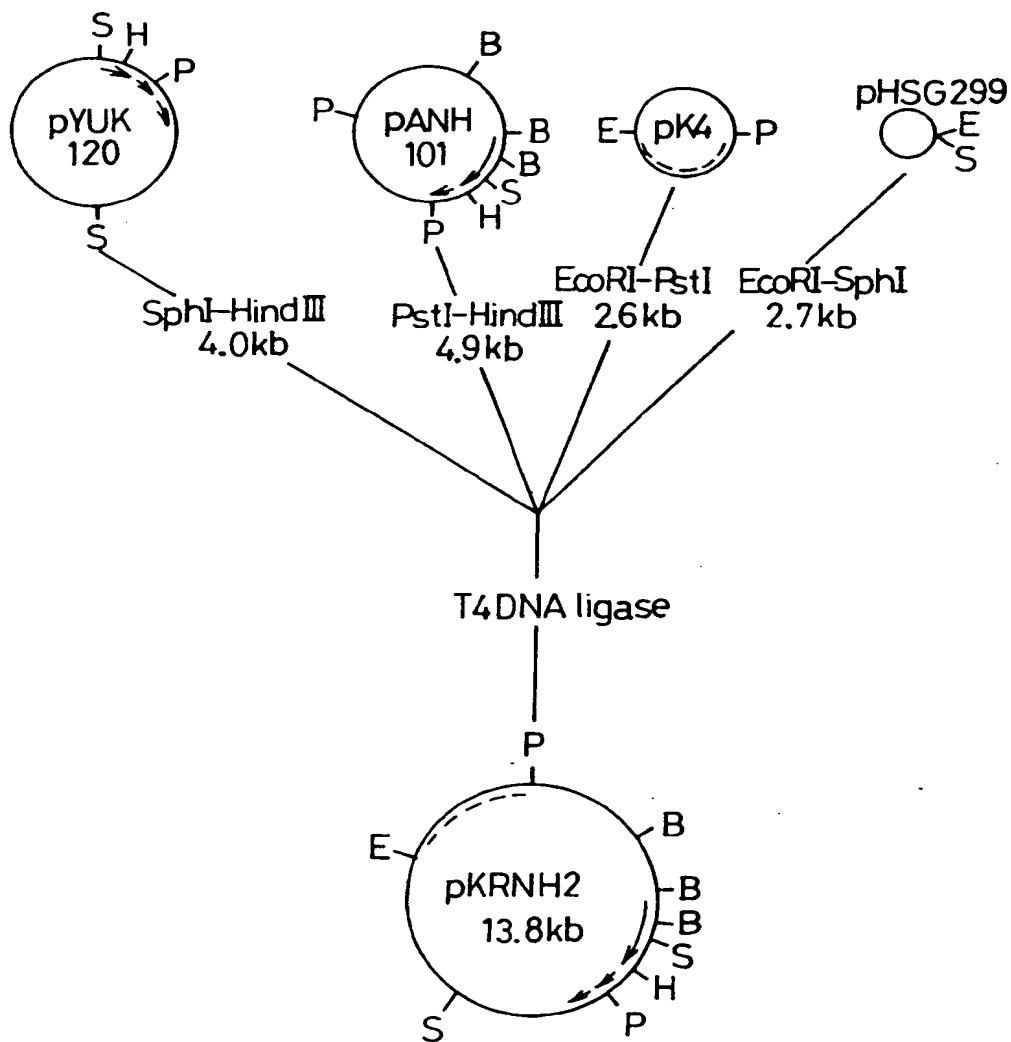 S
H
P
pYUK
120
S
B
P
pANH
101
B
B
S
H
P
E
pK4
P
pHSG299
E
S
SphI-HindIII
4.0kb
PstI-HindIII
4.9kb
EcoRI-PstI
2.6kb
EcoRI-SphI
2.7kb
T4DNA ligase
P
B
E
pKRNH2
13.8kb
B
B
S
H
P
S